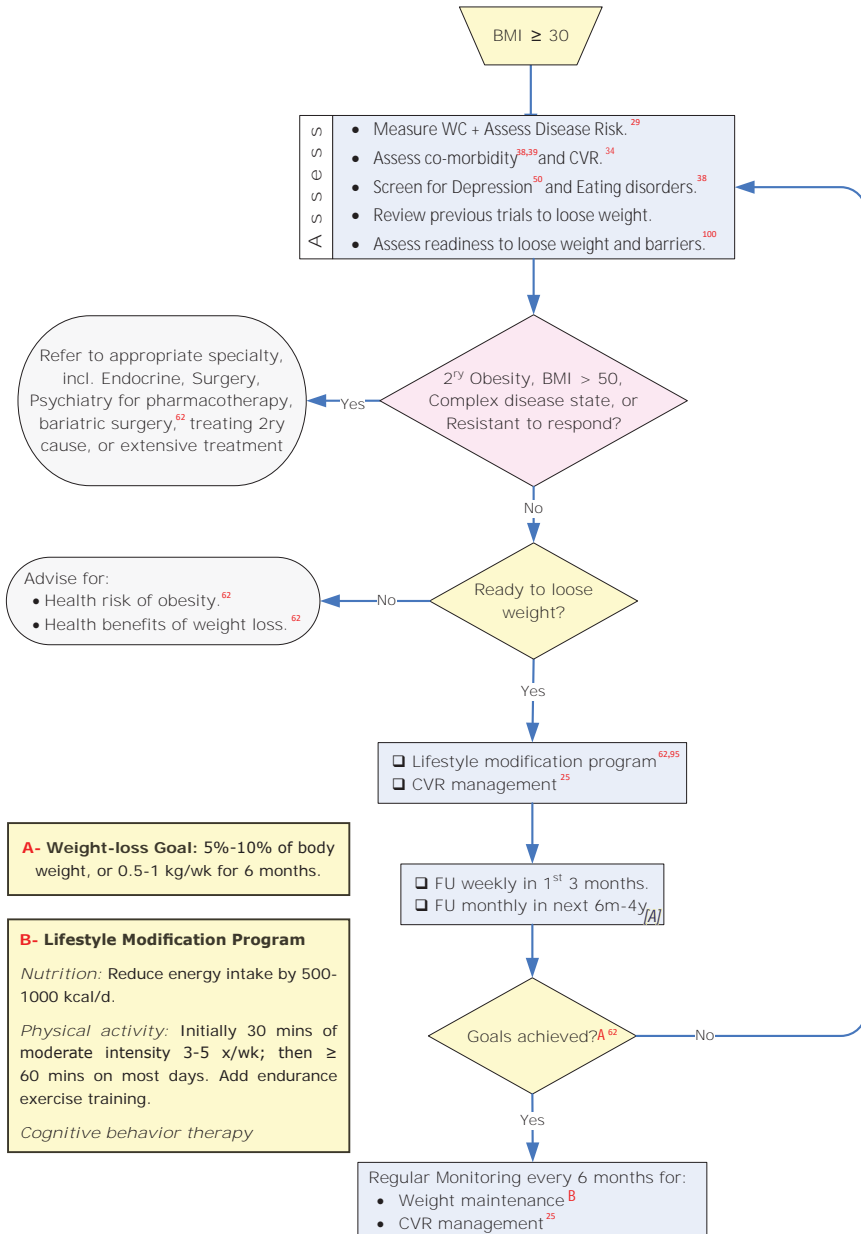 BMI ≥ 30
Assess
• Measure WC + Assess Disease Risk. 29
• Assess co-morbidity38,39 and CVR. 34
• Screen for Depression50 and Eating disorders. 38
• Review previous trials to loose weight.
• Assess readiness to loose weight and barriers. 100
Refer to appropriate specialty,
incl. Endocrine, Surgery,
Psychiatry for pharmacotherapy,
bariatric surgery,62 treating 2ry
cause, or extensive treatment
Yes
2ry Obesity, BMI > 50,
Complex disease state, or
Resistant to respond?
No
Advise for:
• Health risk of obesity. 62
• Health benefits of weight loss. 62
No
Ready to loose
weight?
Yes
❑ Lifestyle modification program62,95
❑ CVR management 25
A- Weight-loss Goal: 5%-10% of body
weight, or 0.5-1 kg/wk for 6 months.
❑ FU weekly in 1st 3 months.
❑ FU monthly in next 6m-4y
[A]
B- Lifestyle Modification Program
Nutrition: Reduce energy intake by 500-
1000 kcal/d.
Physical activity: Initially 30 mins of
moderate intensity 3-5 x/wk; then ≥
60 mins on most days. Add endurance
exercise training.
Cognitive behavior therapy
Goals achieved?A 62
No
Yes
Regular Monitoring every 6 months for:
• Weight maintenance B
• CVR management 25